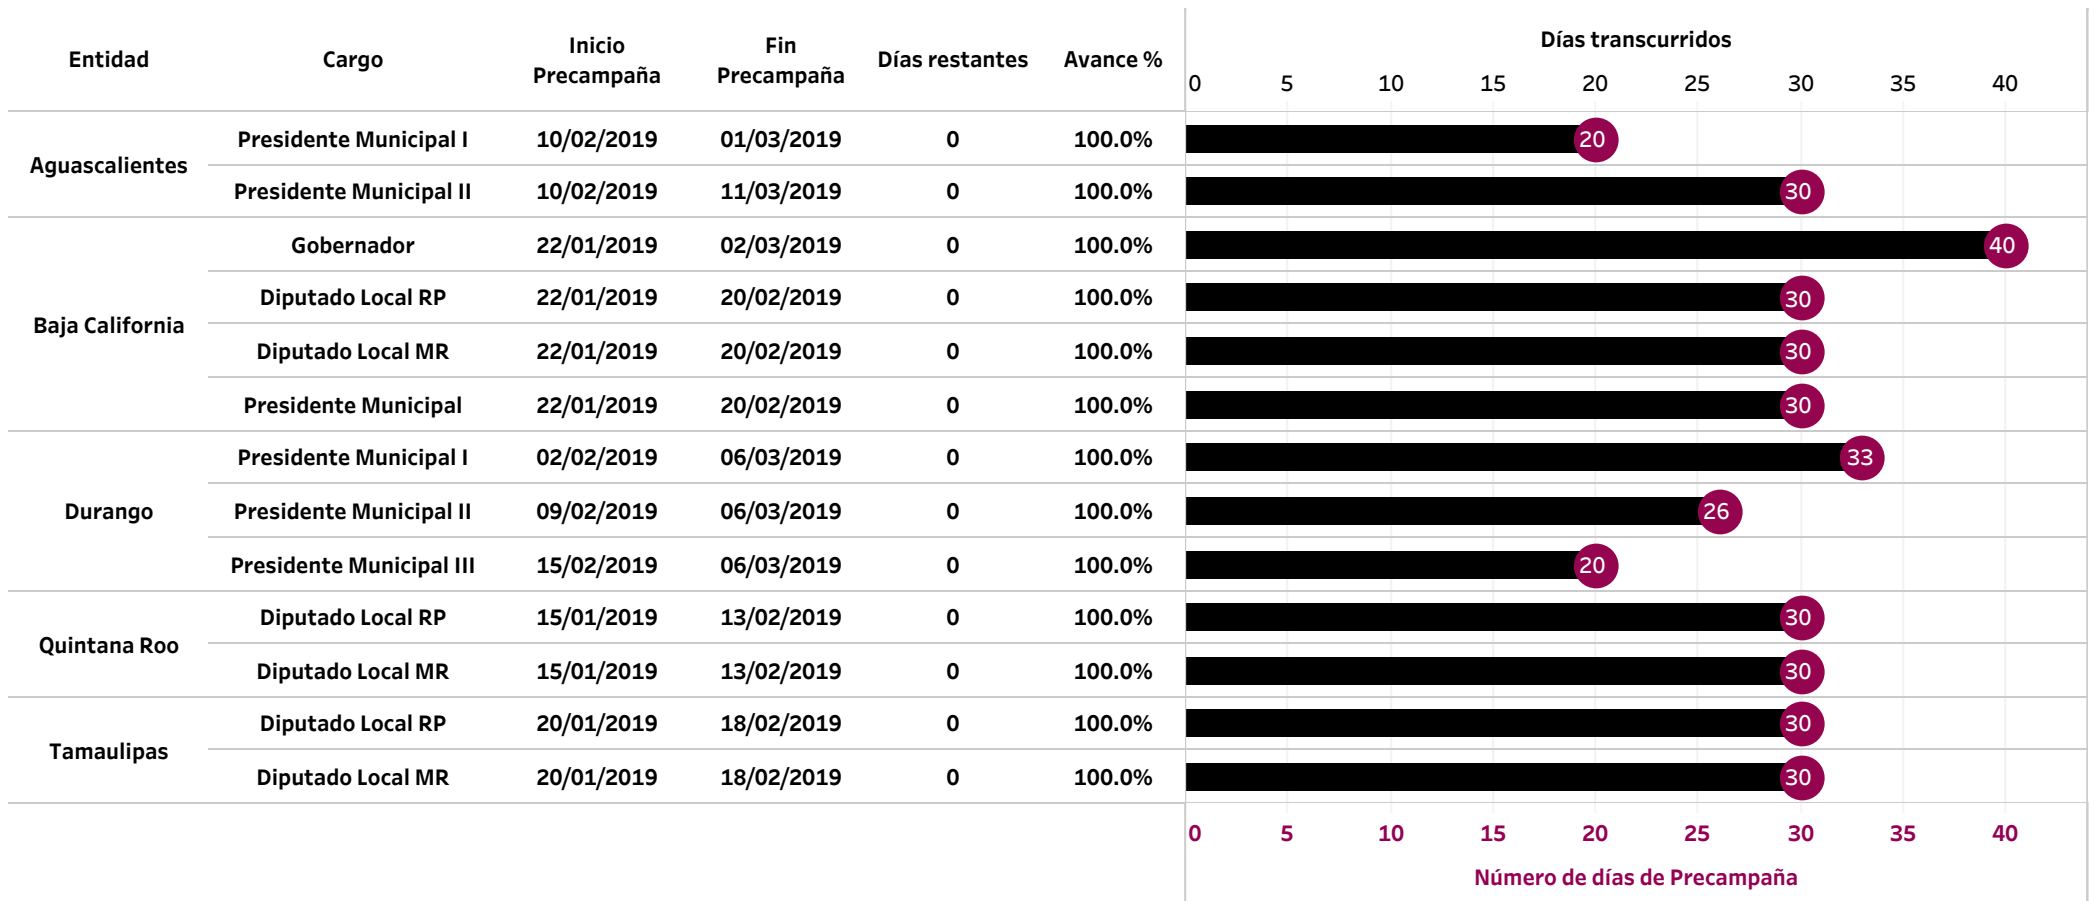 Entidad Cargo Inicio Precampaña Fin Precampaña Días restantes Avance % Días transcurridos
0 5 10 15 20 25 30 35 40
Aguascalientes
Presidente Municipal I 10/02/2019 01/03/2019 0 100.0% 20
Presidente Municipal II 10/02/2019 11/03/2019 0 100.0% 30
Baja California
Gobernador 22/01/2019 02/03/2019 0 100.0% 40
Diputado Local RP 22/01/2019 20/02/2019 0 100.0% 30
Diputado Local MR 22/01/2019 20/02/2019 0 100.0% 30
Presidente Municipal 22/01/2019 20/02/2019 0 100.0% 30
Durango
Presidente Municipal I 02/02/2019 06/03/2019 0 100.0% 33
Presidente Municipal II 09/02/2019 06/03/2019 0 100.0% 26
Presidente Municipal III 15/02/2019 06/03/2019 0 100.0% 20
Quintana Roo
Diputado Local RP 15/01/2019 13/02/2019 0 100.0% 30
Diputado Local MR 15/01/2019 13/02/2019 0 100.0% 30
Tamaulipas
Diputado Local RP 20/01/2019 18/02/2019 0 100.0% 30
Diputado Local MR 20/01/2019 18/02/2019 0 100.0% 30
0 5 10 15 20 25 30 35 40
Número de días de Precampaña